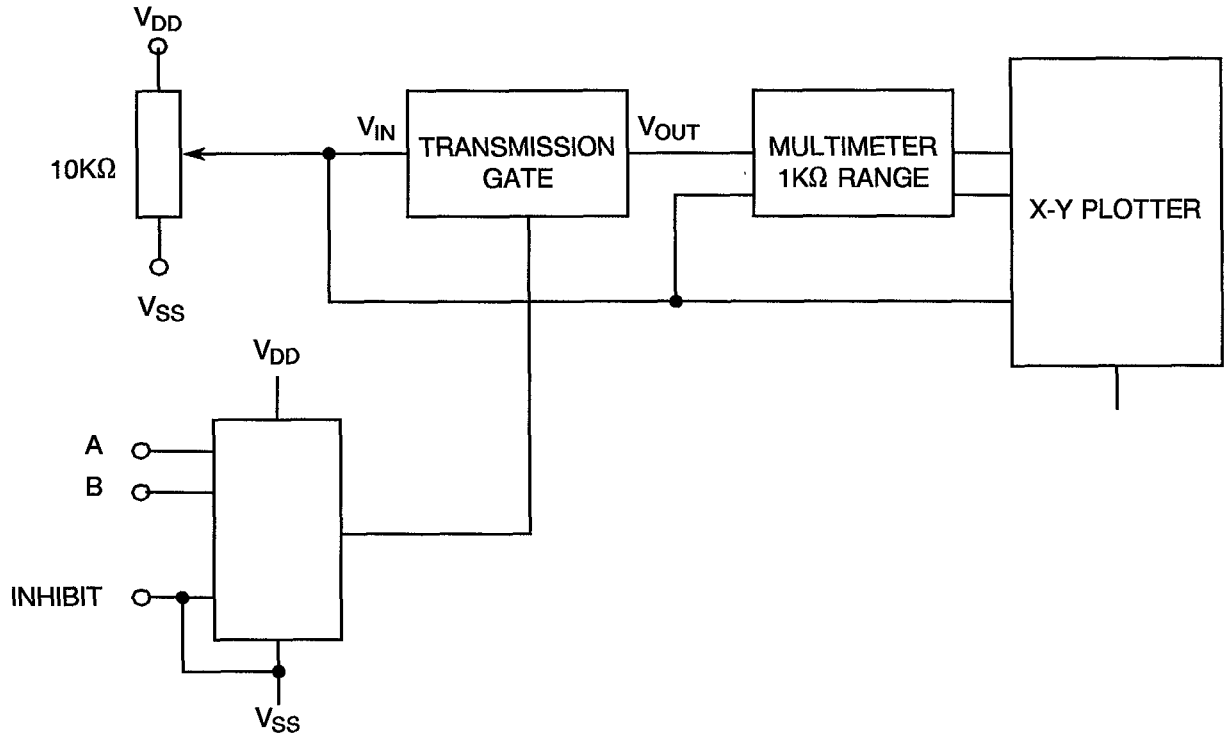 VDD
10KΩ
VSS
VIN
TRANSMISSION
GATE
VOUT
MULTIMETER
1KΩ RANGE
X-Y PLOTTER
VDD
A
B
INHIBIT
VSS